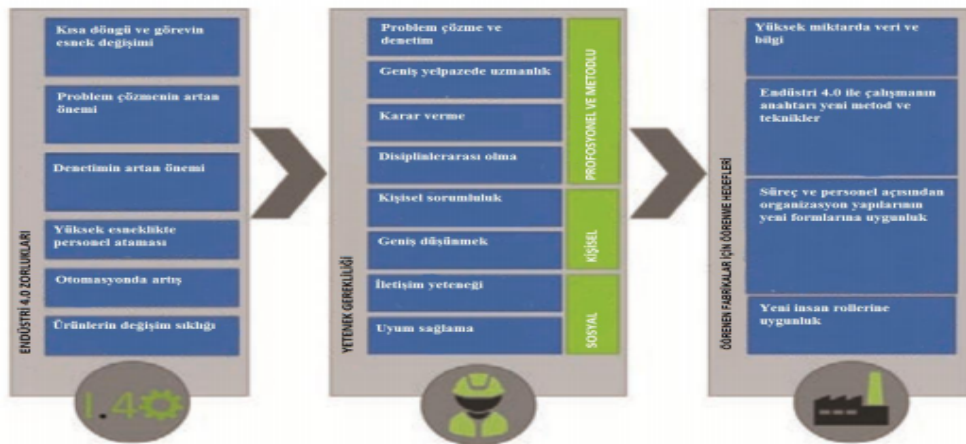 ENDÜSTRİ 4.0 ZORLUKLARI
Kısa döngü ve görevin
esnek değişimi
Problem çözmenin artan
önemi
Denetimin artan önemi
Yüksek esneklikte
personel ataması
Otomasyonda artış
Ürünlerin değişim sıklığı
I.4
YETENEK GEREKLİLİĞİ
Problem çözme ve
denetim
Geniş yelpazede uzmanlık
Karar verme
Disiplinlerarası olma
PROFOSYONEL VE METODLU
Kişisel sorumluluk
Geniş düşünmek
KİŞİSEL
İletişim yeteneği
Uyum sağlama
SOSYAL
ÖĞRENEN FABRİKALAR İÇİN ÖĞRENME HEDEFLERİ
Yüksek miktarda veri ve
bilgi
Endüstri 4.0 ile çalışmanın
anahtarı yeni metod ve
teknikler
Süreç ve personel açısından
organizasyon yapılarının
yeni formlarına uygunluk
Yeni insan rollerine
uygunluk